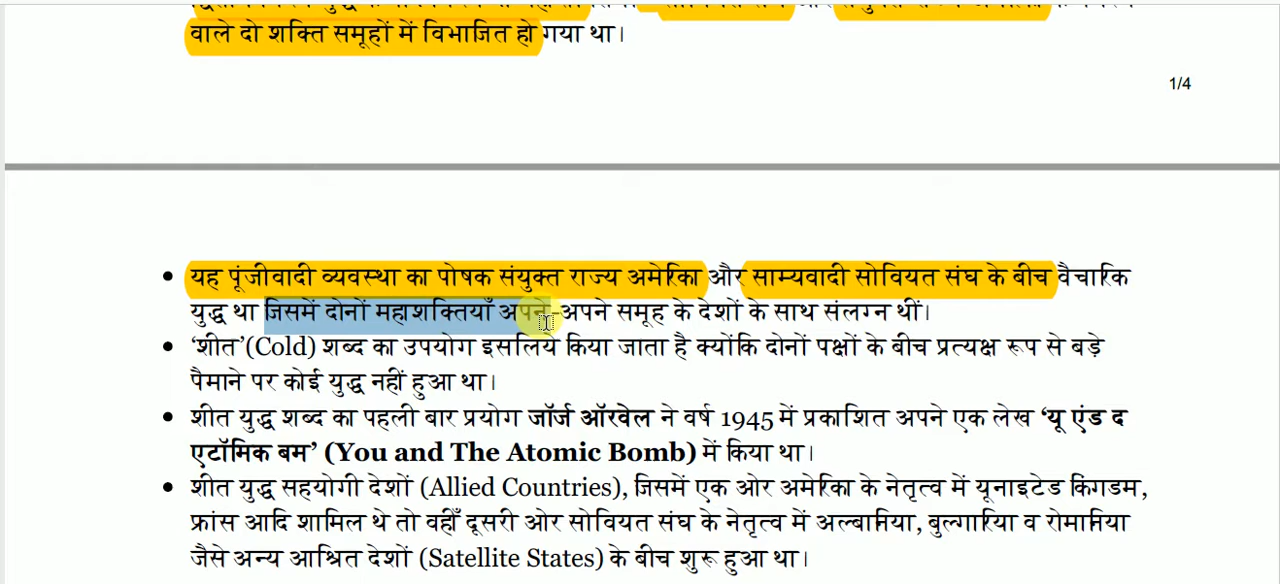 वाले दो शक्ति समूहों में विभाजित हो गया था।
1/4
• यह पूंजीवादी व्यवस्था का पोषक संयुक्त राज्य अमेरिका और साम्यवादी सोवियत संघ के बीच वैचारिक
युद्ध था जिसमें दोनों महाशक्तियाँ अपने-अपने समूह के देशों के साथ संलग्न थीं।
• ‘शीत’(Cold) शब्द का उपयोग इसलिये किया जाता है क्योंकि दोनों पक्षों के बीच प्रत्यक्ष रूप से बड़े
पैमाने पर कोई युद्ध नहीं हुआ था।
• शीत युद्ध शब्द का पहली बार प्रयोग जॉर्ज ऑरवेल ने वर्ष 1945 में प्रकाशित अपने एक लेख ‘यू एंड द
एटॉमिक बम’ (You and The Atomic Bomb) में किया था।
• शीत युद्ध सहयोगी देशों (Allied Countries), जिसमें एक ओर अमेरिका के नेतृत्व में यूनाइटेड किंगडम,
फ्रांस आदि शामिल थे तो वहीं दूसरी ओर सोवियत संघ के नेतृत्व में अल्बानिया, बुल्गारिया व रोमानिया
जैसे अन्य आश्रित देशों (Satellite States) के बीच शुरू हुआ था।